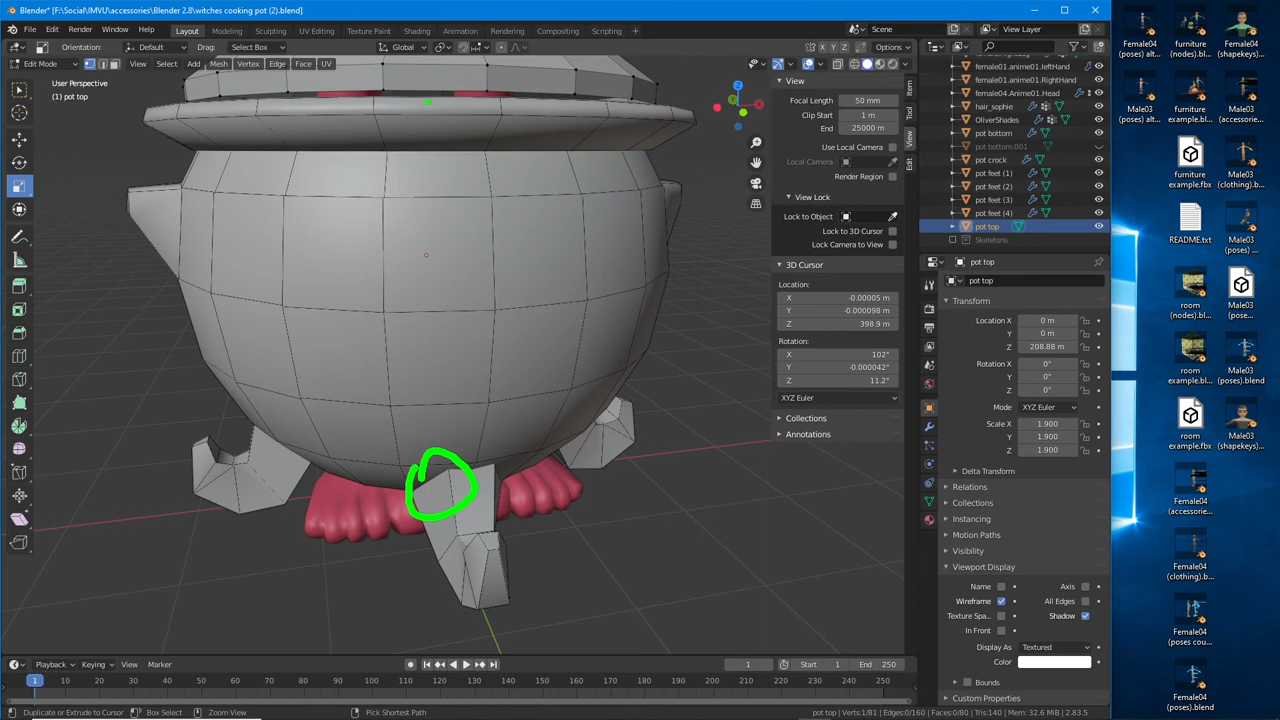 Blender* [F:\Social\IMVU\accessories\Blender 2.8\witches cooking pot (2).blend]
File Edit Render Window Help Layout Modeling Sculpting UV Editing Texture Paint Shading Animation Rendering Compositing Scripting + Scene View Layer
Orientation: Default Drag: Select Box Global X Y Z Options
Edit Mode View Select Add Mesh Vertex Edge Face UV
User Perspective
(1) pot top
View
Focal Length 50 mm
Clip Start 1 m
End 25000 m
Use Local Camera
Local Camera
Render Region
View Lock
Lock to Object
Lock to 3D Cursor
Lock Camera to View
3D Cursor
Location:
X -0.00005 m
Y -0.000098 m
Z 398.9 m
Rotation:
X 102°
Y -0.000042°
Z 11.2°
XYZ Euler
Collections
Annotations
Item
Tool
View
Edit
female01.anime01.leftHand
female01.anime01.RightHand
female04.Anime01.Head
hair_sophie
OliverShades
pot bottom
pot bottom.001
pot crock
pot feet (1)
pot feet (2)
pot feet (3)
pot feet (4)
pot top
Skeletons
pot top
pot top
Transform
Location X 0 m
Y 0 m
Z 208.88 m
Rotation X 0°
Y 0°
Z 0°
Mode XYZ Euler
Scale X 1.900
Y 1.900
Z 1.900
Delta Transform
Relations
Collections
Instancing
Motion Paths
Visibility
Viewport Display
Name Axis
Wireframe All Edges
Texture Spa... Shadow
In Front
Display As Textured
Color
Bounds
Custom Properties
Playback Keying View Marker 1 Start 1 End 250
1 10 20 30 40 50 60 70 80 90 100 110 120 130 140 150 160 170 180 190 200 210 220 230 240 250
Duplicate or Extrude to Cursor Box Select Zoom View Pick Shortest Path pot top | Verts:1/81 | Edges:0/160 | Faces:0/80 | Tris:140 | Mem: 32.6 MiB | 2.83.5
Female04 (poses) alt...
furniture (nodes).bl...
Female04 (shapekeys)...
Male03 (poses) alt...
furniture example.bl...
Male03 (accessorie...
furniture example.fbx
Male03 (clothing).b...
README.txt
Male03 (poses cou...
room (nodes).bl...
Male03 (pose...
room example.bl...
Male03 (poses).blend
room example.fbx
Male03 (shapekeys)...
Female04 (accessorie...
Female04 (clothing).b...
Female04 (poses cou...
Female04 (poses).blend